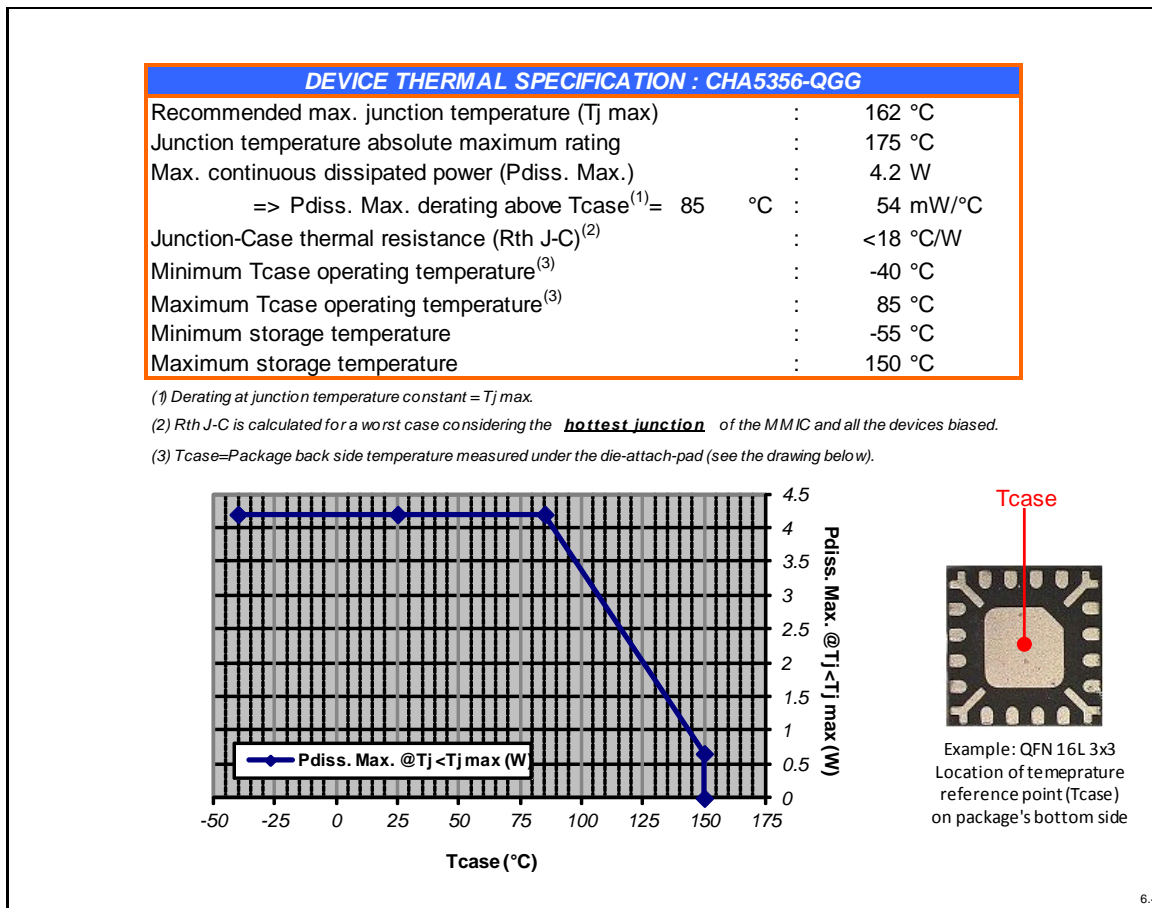 DEVICE THERMAL SPECIFICATION : CHA5356-QGG
Recommended max. junction temperature (Tj max) : 162 °C
Junction temperature absolute maximum rating : 175 °C
Max. continuous dissipated power (Pdiss. Max.) : 4.2 W
=> Pdiss. Max. derating above Tcase(1)= 85 °C : 54 mW/°C
Junction-Case thermal resistance (Rth J-C)(2) : <18 °C/W
Minimum Tcase operating temperature(3) : -40 °C
Maximum Tcase operating temperature(3) : 85 °C
Minimum storage temperature : -55 °C
Maximum storage temperature : 150 °C
(1) Derating at junction temperature constant = Tj max.
(2) Rth J-C is calculated for a worst case considering the hottest junction of the MMIC and all the devices biased.
(3) Tcase=Package back side temperature measured under the die-attach-pad (see the drawing below).
4.5
4
3.5
3
2.5
2
1.5
1
0.5
0
Pdiss. Max. @Tj<Tj max (W)
Pdiss. Max. @Tj<Tj max (W)
-50 -25 0 25 50 75 100 125 150 175
Tcase (°C)
Tcase
Example: QFN 16L 3x3
Location of temeprature
reference point (Tcase)
on package's bottom side